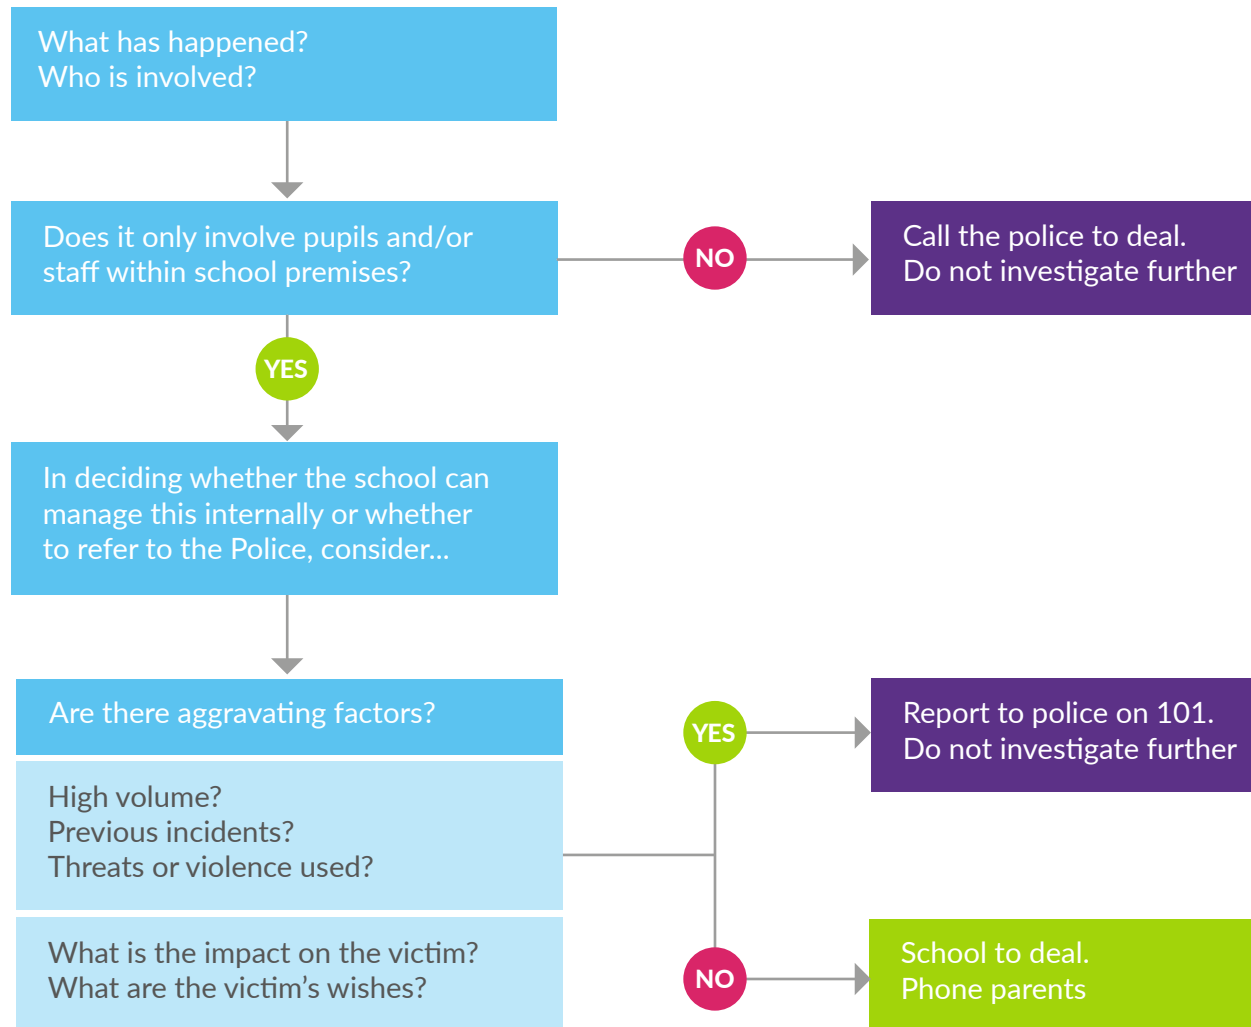 What has happened?
Who is involved?
Does it only involve pupils and/or
staff within school premises?
NO
Call the police to deal.
Do not investigate further
YES
In deciding whether the school can
manage this internally or whether
to refer to the Police, consider...
Are there aggravating factors?
High volume?
Previous incidents?
Threats or violence used?
What is the impact on the victim?
What are the victim’s wishes?
YES
Report to police on 101.
Do not investigate further
NO
School to deal.
Phone parents